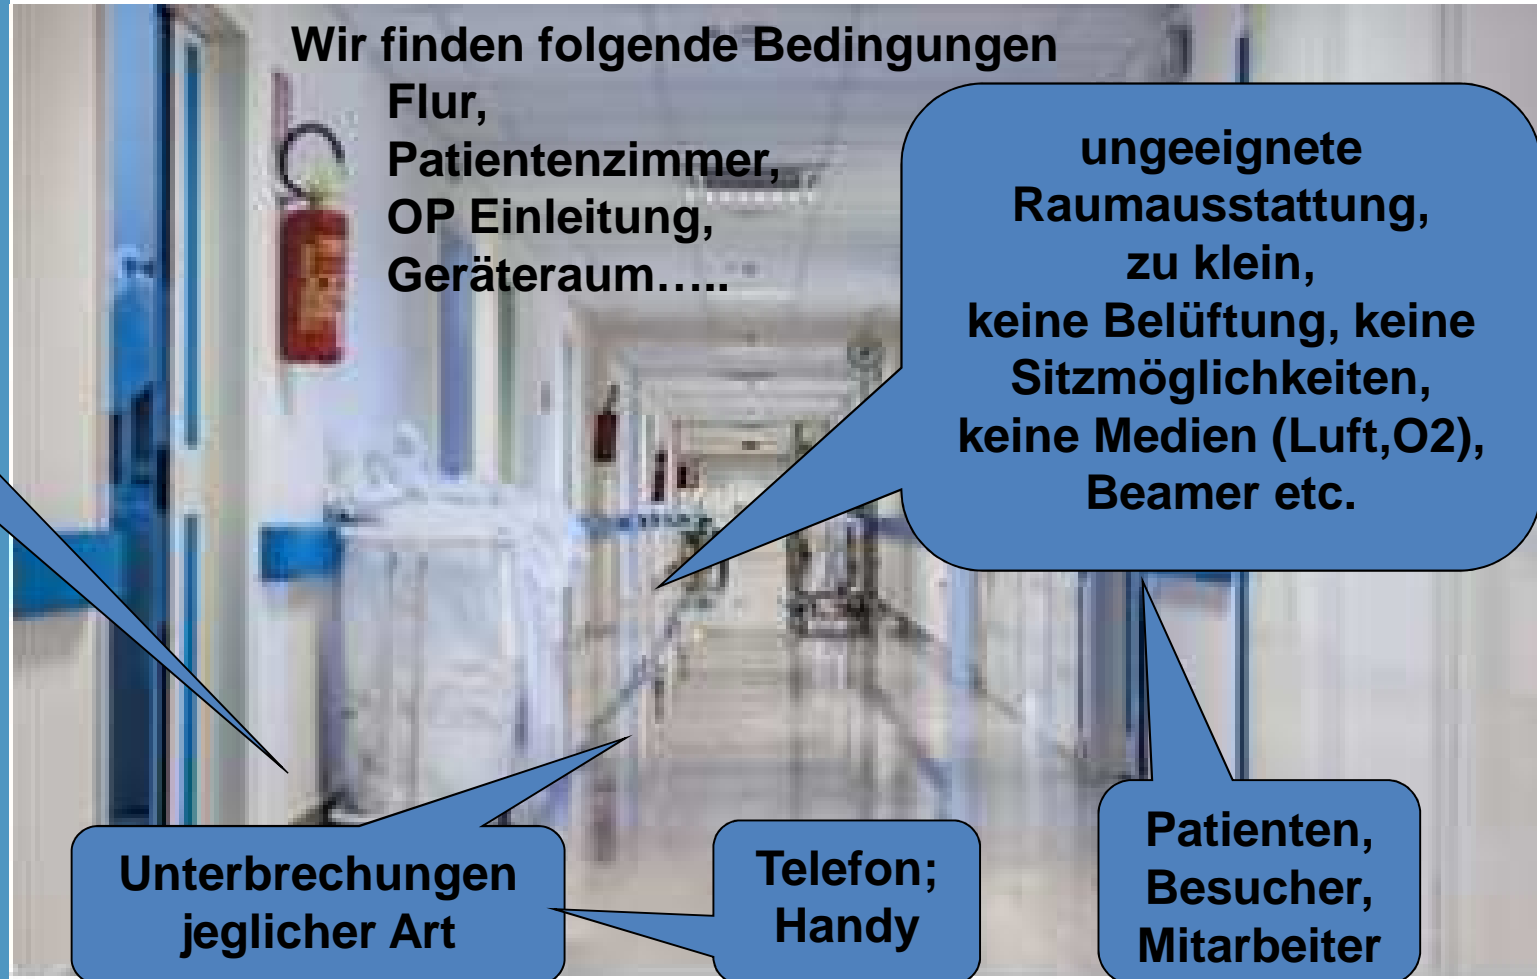 Wir finden folgende Bedingungen
Flur,
Patientenzimmer,
OP Einleitung,
Geräteraum…..
ungeeignete
Raumausstattung,
zu klein,
keine Belüftung, keine
Sitzmöglichkeiten,
keine Medien (Luft,O2),
Beamer etc.
Unterbrechungen
jeglicher Art
Telefon;
Handy
Patienten,
Besucher,
Mitarbeiter